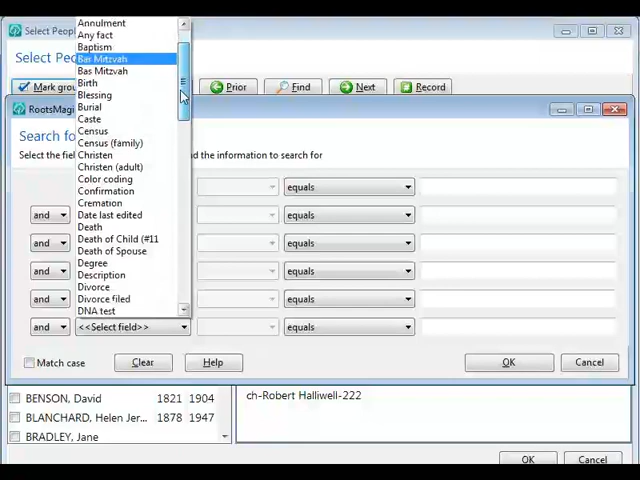 Select Peopl
Select Peo
Mark grou
Prior
Find
Next
Record
RootsMagi
Search fo
Select the fiel
nd the information to search for
Annulment
Any fact
Baptism
Bar Mitzvah
Bas Mitzvah
Birth
Blessing
Burial
Caste
Census
Census (family)
Christen
Christen (adult)
Color coding
Confirmation
Cremation
Date last edited
Death
Death of Child (#11
Death of Spouse
Degree
Description
Divorce
Divorce filed
DNA test
equals
and equals
and equals
and equals
and equals
and <<Select field>> equals
Match case
Clear
Help
OK
Cancel
BENSON, David 1821 1904
BLANCHARD, Helen Jer... 1878 1947
BRADLEY, Jane
ch-Robert Halliwell-222
OK
Cancel